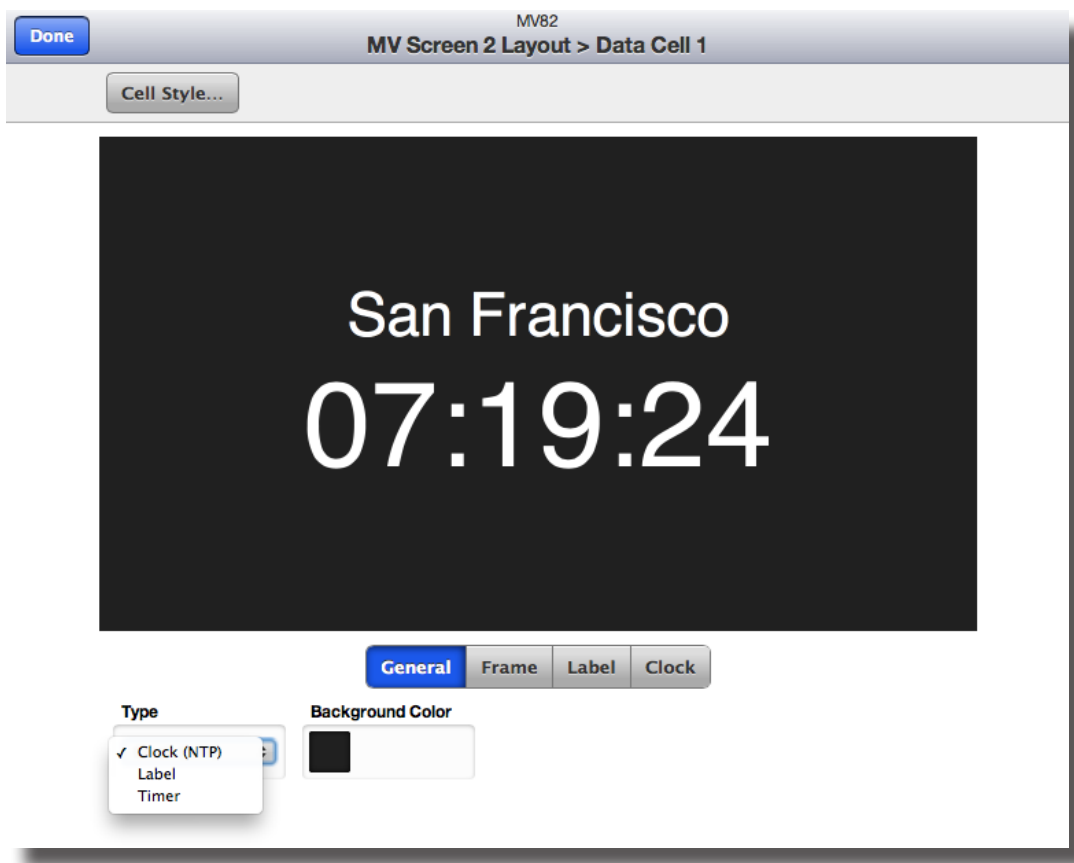 MV82
Done
MV Screen 2 Layout > Data Cell 1
Cell Style...
San Francisco
07:19:24
General Frame Label Clock
Type Background Color
✓ Clock (NTP)
Label
Timer